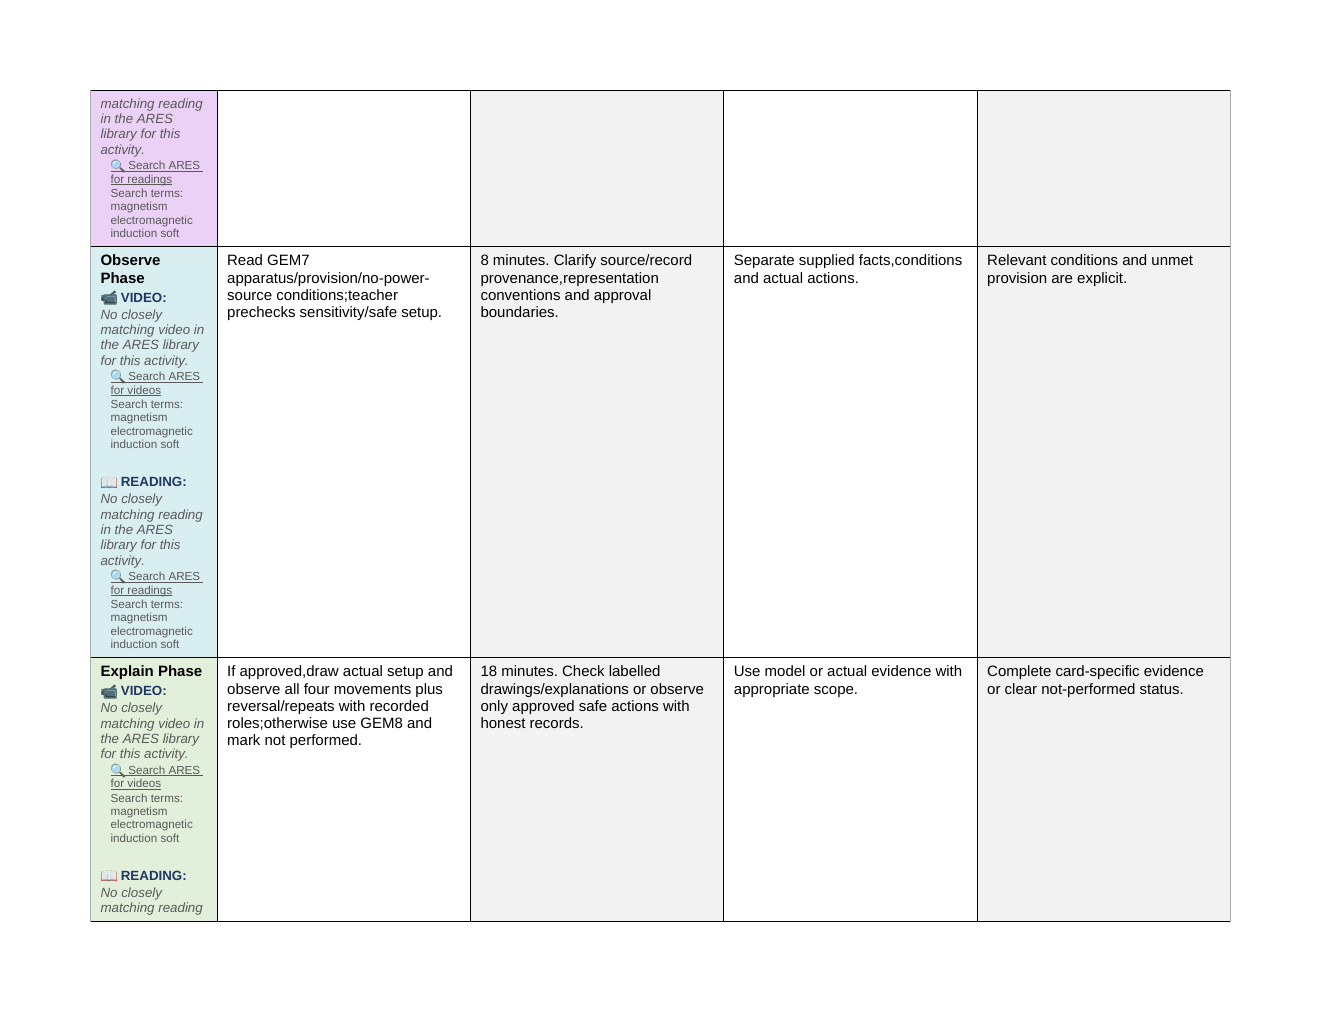 matching reading
in the ARES
library for this
activity.
🔍 Search ARES
for readings
Search terms:
magnetism
electromagnetic
induction soft
Observe
Phase
📹 VIDEO:
No closely
matching video in
the ARES library
for this activity.
🔍 Search ARES
for videos
Search terms:
magnetism
electromagnetic
induction soft
📖 READING:
No closely
matching reading
in the ARES
library for this
activity.
🔍 Search ARES
for readings
Search terms:
magnetism
electromagnetic
induction soft
Read GEM7
apparatus/provision/no-power-
source conditions;teacher
prechecks sensitivity/safe setup.
8 minutes. Clarify source/record
provenance,representation
conventions and approval
boundaries.
Separate supplied facts,conditions
and actual actions.
Relevant conditions and unmet
provision are explicit.
Explain Phase
📹 VIDEO:
No closely
matching video in
the ARES library
for this activity.
🔍 Search ARES
for videos
Search terms:
magnetism
electromagnetic
induction soft
📖 READING:
No closely
matching reading
If approved,draw actual setup and
observe all four movements plus
reversal/repeats with recorded
roles;otherwise use GEM8 and
mark not performed.
18 minutes. Check labelled
drawings/explanations or observe
only approved safe actions with
honest records.
Use model or actual evidence with
appropriate scope.
Complete card-specific evidence
or clear not-performed status.